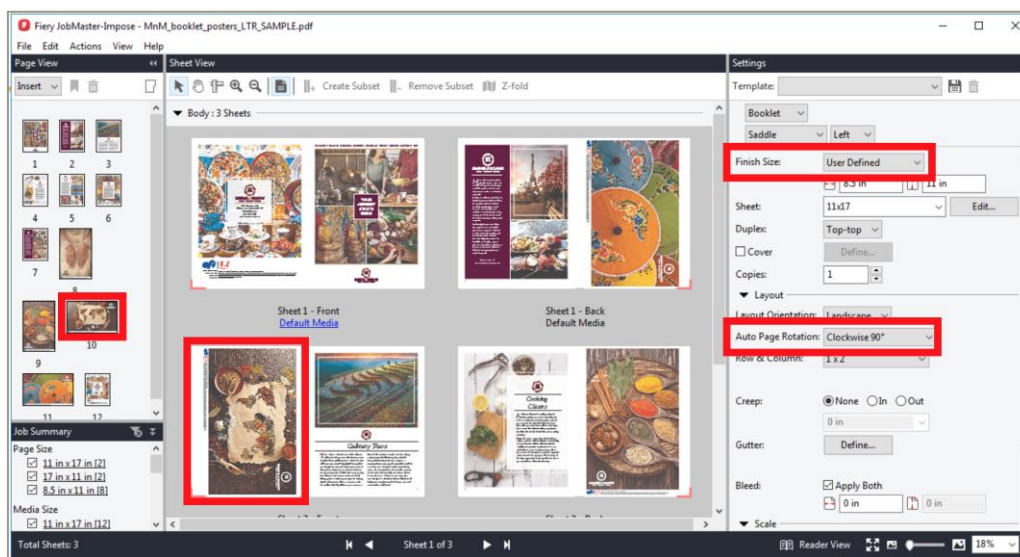 Fiery JobMaster-Impose - MnM_booklet_posters_LTR_SAMPLE.pdf
File Edit Actions View Help
Page View
Insert
1 2 3
4 5 6
7
8
9
10
11 12
Job Summary
Page Size
11 in x 17 in [2]
17 in x 11 in [2]
8.5 in x 11 in [8]
Media Size
11 in x 17 in [12]
Sheet View
Create Subset Remove Subset Z-fold
Body : 3 Sheets
Sheet 1 - Front
Default Media
Sheet 1 - Back
Default Media
Culinary Tours
Cooking
Classes
Settings
Template:
Booklet
Saddle Left
Finish Size: User Defined
8.5 in 11 in
Sheet: 11x17 Edit...
Duplex: Top-top
Cover Define...
Copies: 1
Layout
Layout Orientation: Landscape
Auto Page Rotation: Clockwise 90°
Row & Column: 1 x 2
Creep: None In Out
0 in
Gutter: Define...
Bleed: Apply Both
0 in 0 in
Scale
Total Sheets: 3
Sheet 1 of 3
Reader View 18%